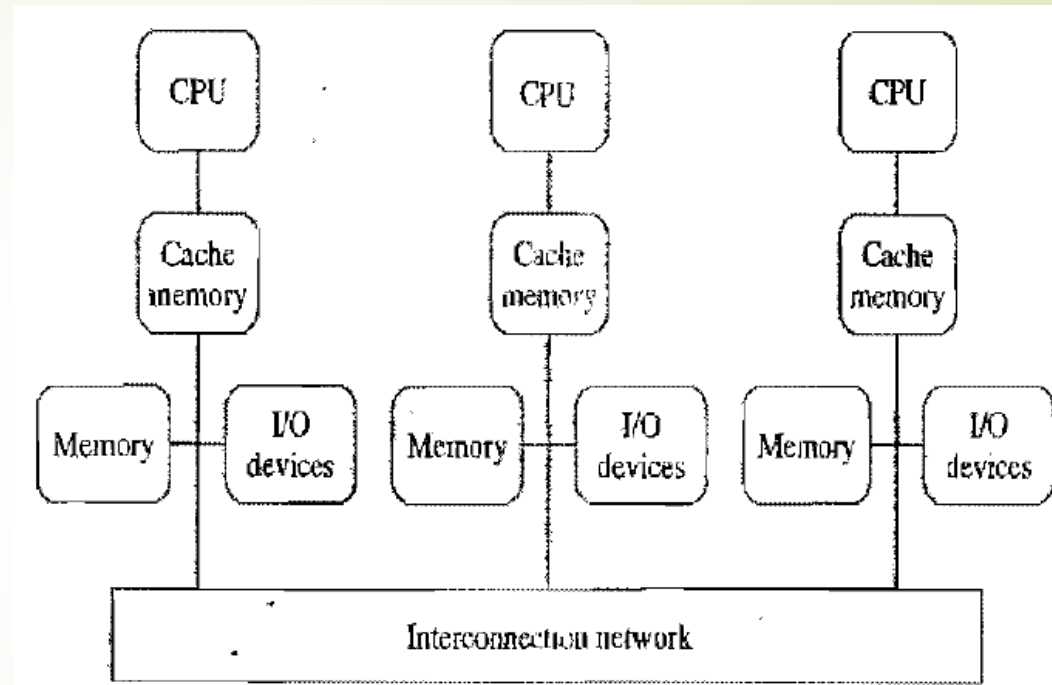 CPU
CPU
CPU
Cache
memory
Cache
memory
Cache
memory
Memory
I/O
devices
Memory
I/O
devices
Memory
I/O
devices
Interconnection network